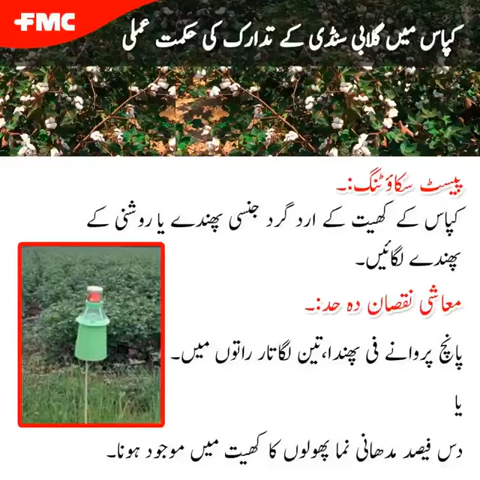 FMC
کپاس میں گلابی سنڈی کے تدارک کی حکمت عملی
پیسٹ سکاؤٹنگ:۔
کپاس کے کھیت کے ارد گرد جنسی پھندے یا روشنی کے
پھندے لگائیں۔
معاشی نقصان دہ حد:۔
پانچ پروانے فی پھندا،تین لگاتار راتوں میں۔
یا
دس فیصد مدھانی نما پھولوں کا کھیت میں موجود ہونا۔